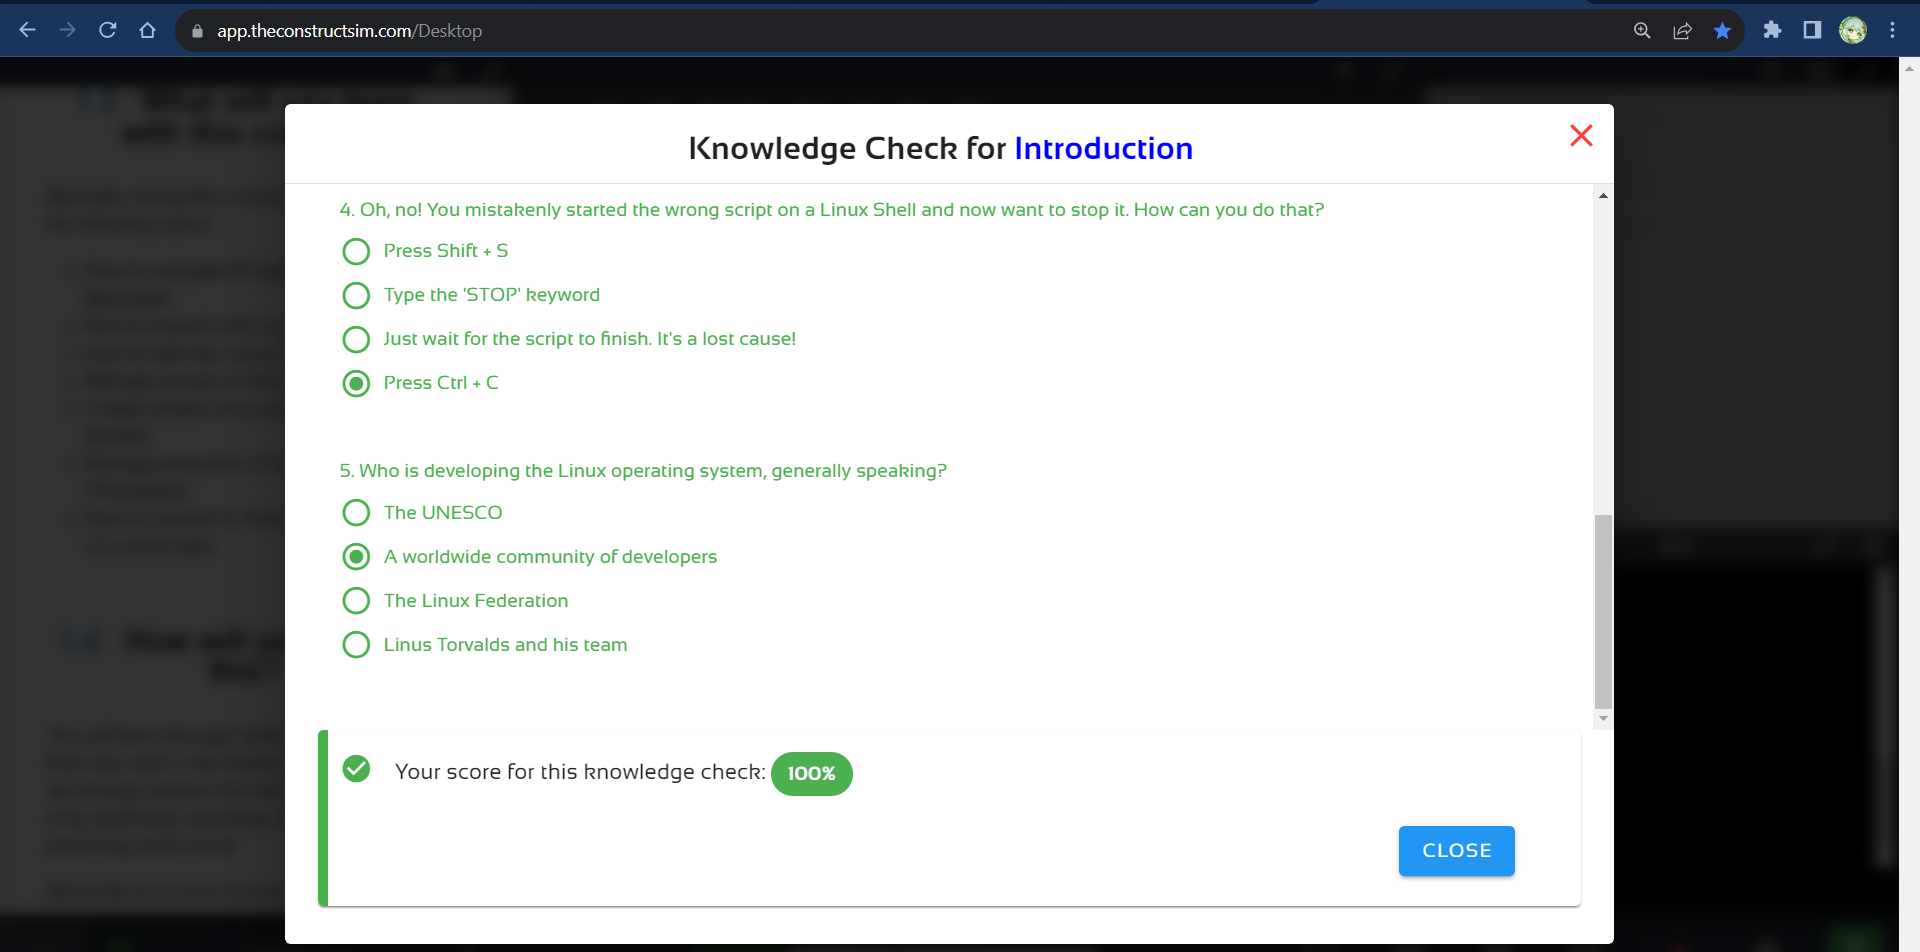 app.theconstructsim.com/Desktop
Knowledge Check for Introduction
4. Oh, no! You mistakenly started the wrong script on a Linux Shell and now want to stop it. How can you do that?
Press Shift + S
Type the 'STOP' keyword
Just wait for the script to finish. It's a lost cause!
Press Ctrl + C
5. Who is developing the Linux operating system, generally speaking?
The UNESCO
A worldwide community of developers
The Linux Federation
Linus Torvalds and his team
Your score for this knowledge check: 100%
CLOSE